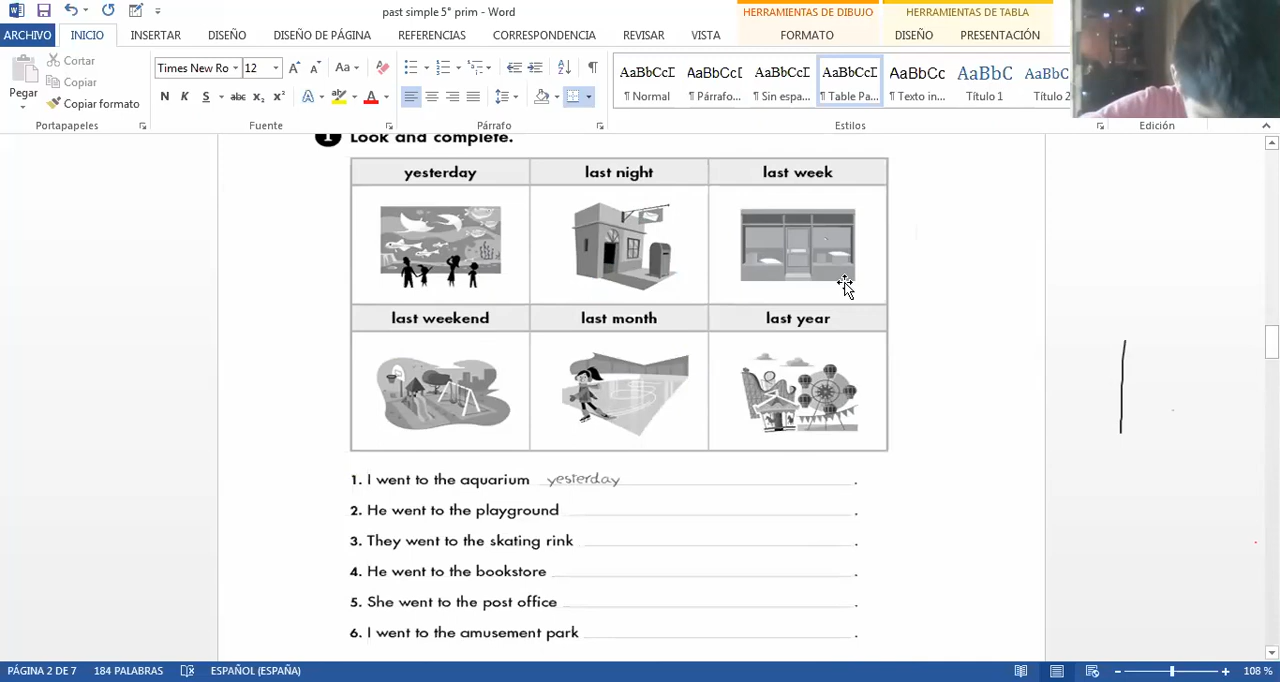 past simple 5° prim - Word
HERRAMIENTAS DE DIBUJO HERRAMIENTAS DE TABLA
ARCHIVO INICIO INSERTAR DISEÑO DISEÑO DE PÁGINA REFERENCIAS CORRESPONDENCIA REVISAR VISTA FORMATO DISEÑO PRESENTACIÓN
Cortar
Copiar
Copiar formato
Pegar
Times New Ro 12
AaBbCcI AaBbC( AaBbCcI AaBbCcI AaBbCc AaBbC AaBbC
¶ Normal ¶ Párrafo... ¶ Sin espa... ¶ Table Pa... ¶ Texto in... Título 1 Título 2
Portapapeles Fuente Párrafo Estilos Edición
1 Look and complete.
yesterday last night last week
last weekend last month last year
1. I went to the aquarium yesterday .
2. He went to the playground .
3. They went to the skating rink .
4. He went to the bookstore .
5. She went to the post office .
6. I went to the amusement park .
PÁGINA 2 DE 7 184 PALABRAS ESPAÑOL (ESPAÑA) 108 %